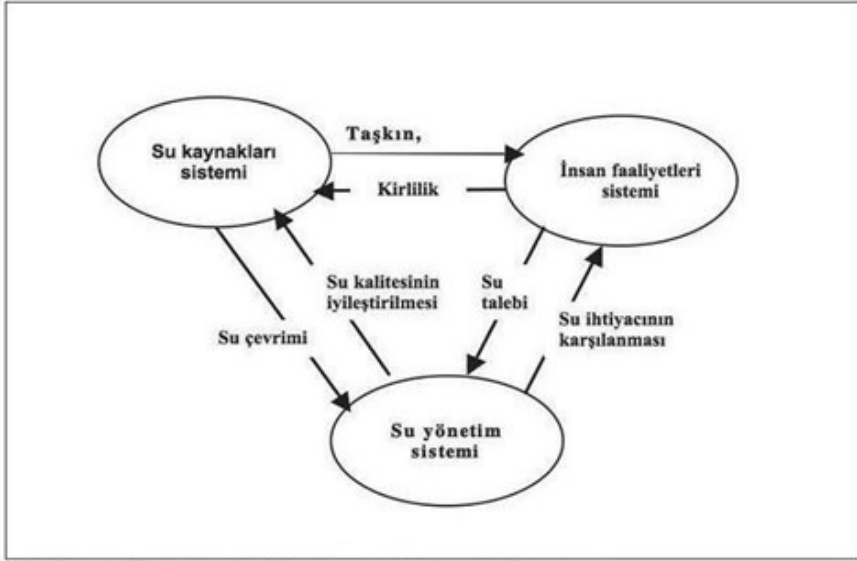 Taşkın,
Su kaynakları
sistemi
İnsan faaliyetleri
sistemi
Kirlilik
Su kalitesinin
iyileştirilmesi
Su
talebi
Su çevrimi
Su ihtiyacının
karşılanması
Su yönetim
sistemi